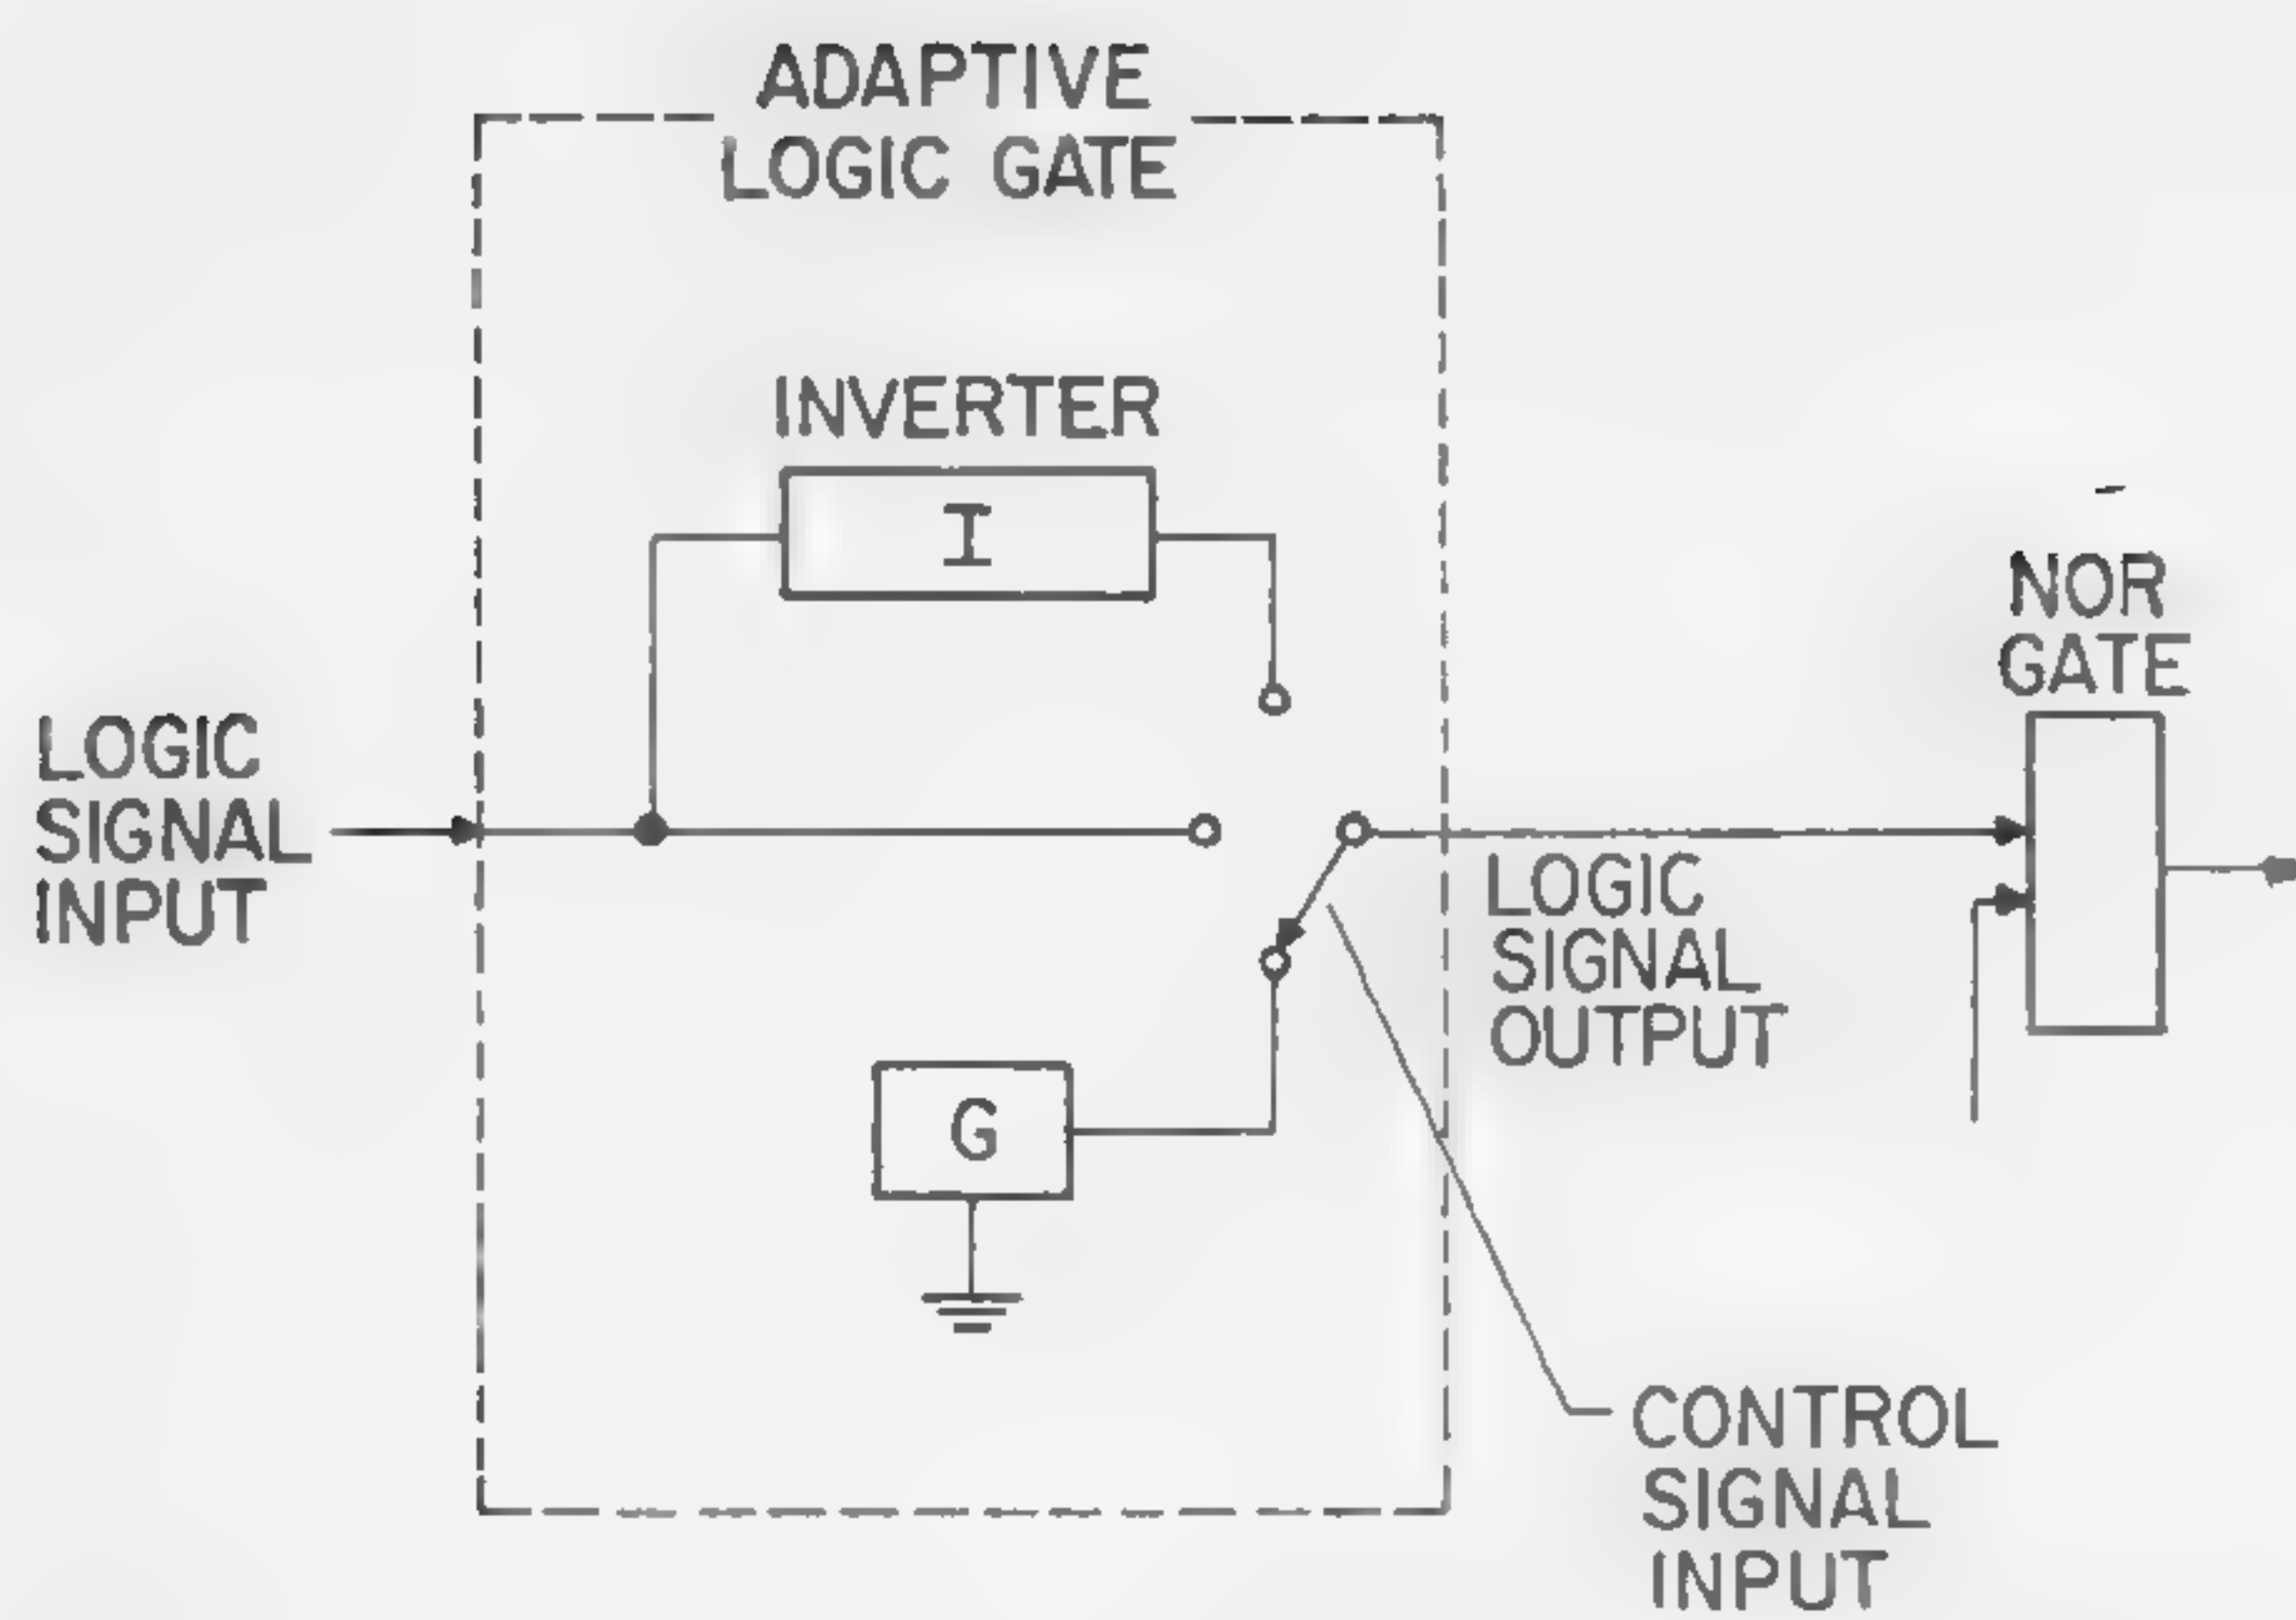 ADAPTIVE
LOGIC GATE
INVERTER
I
NOR
GATE
LOGIC
SIGNAL
INPUT
LOGIC
SIGNAL
OUTPUT
G
CONTROL
SIGNAL
INPUT